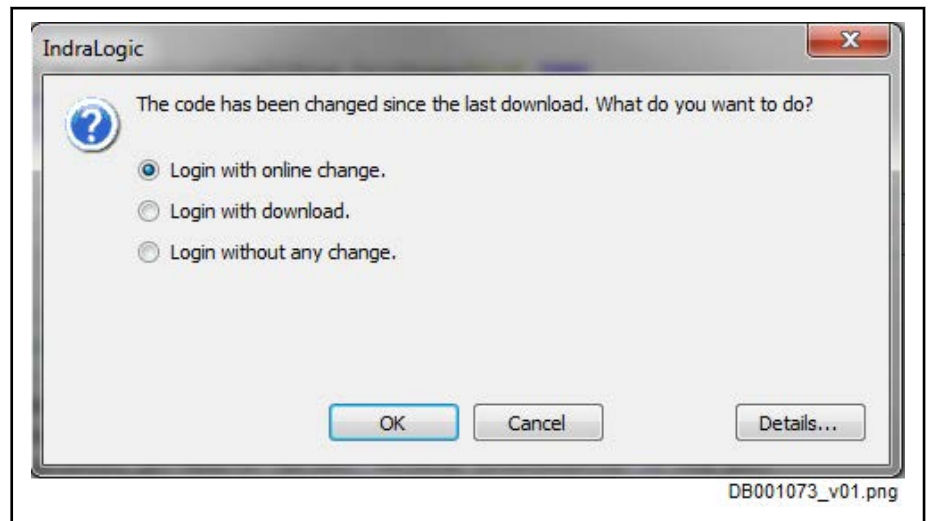 IndraLogic
The code has been changed since the last download. What do you want to do?
Login with online change.
Login with download.
Login without any change.
OK Cancel Details...
DB001073_v01.png